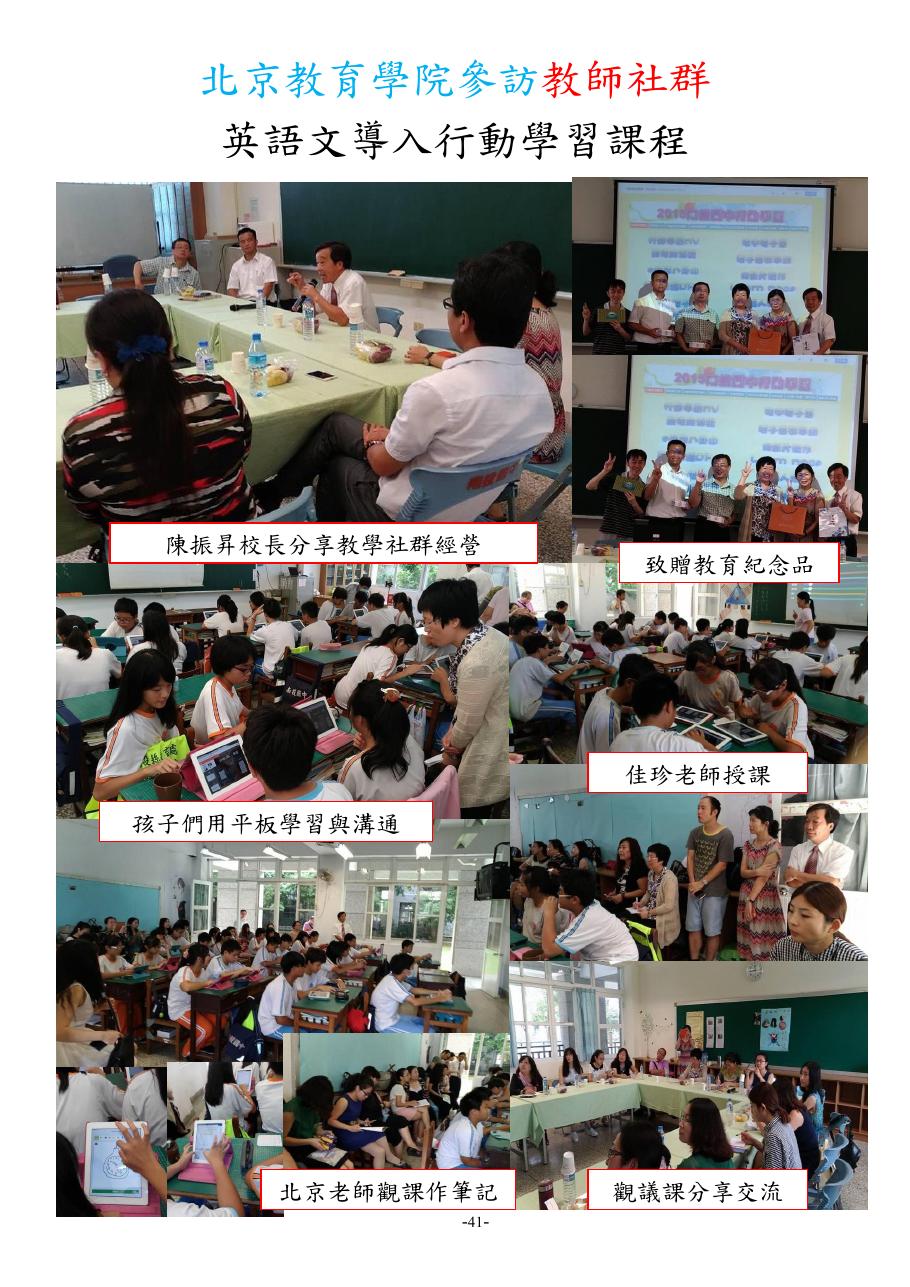 北京教育學院參訪教師社群
英語文導入行動學習課程
陳振昇校長分享教學社群經營
致贈教育紀念品
佳珍老師授課
孩子們用平板學習與溝通
北京老師觀課作筆記
觀議課分享交流
-41-